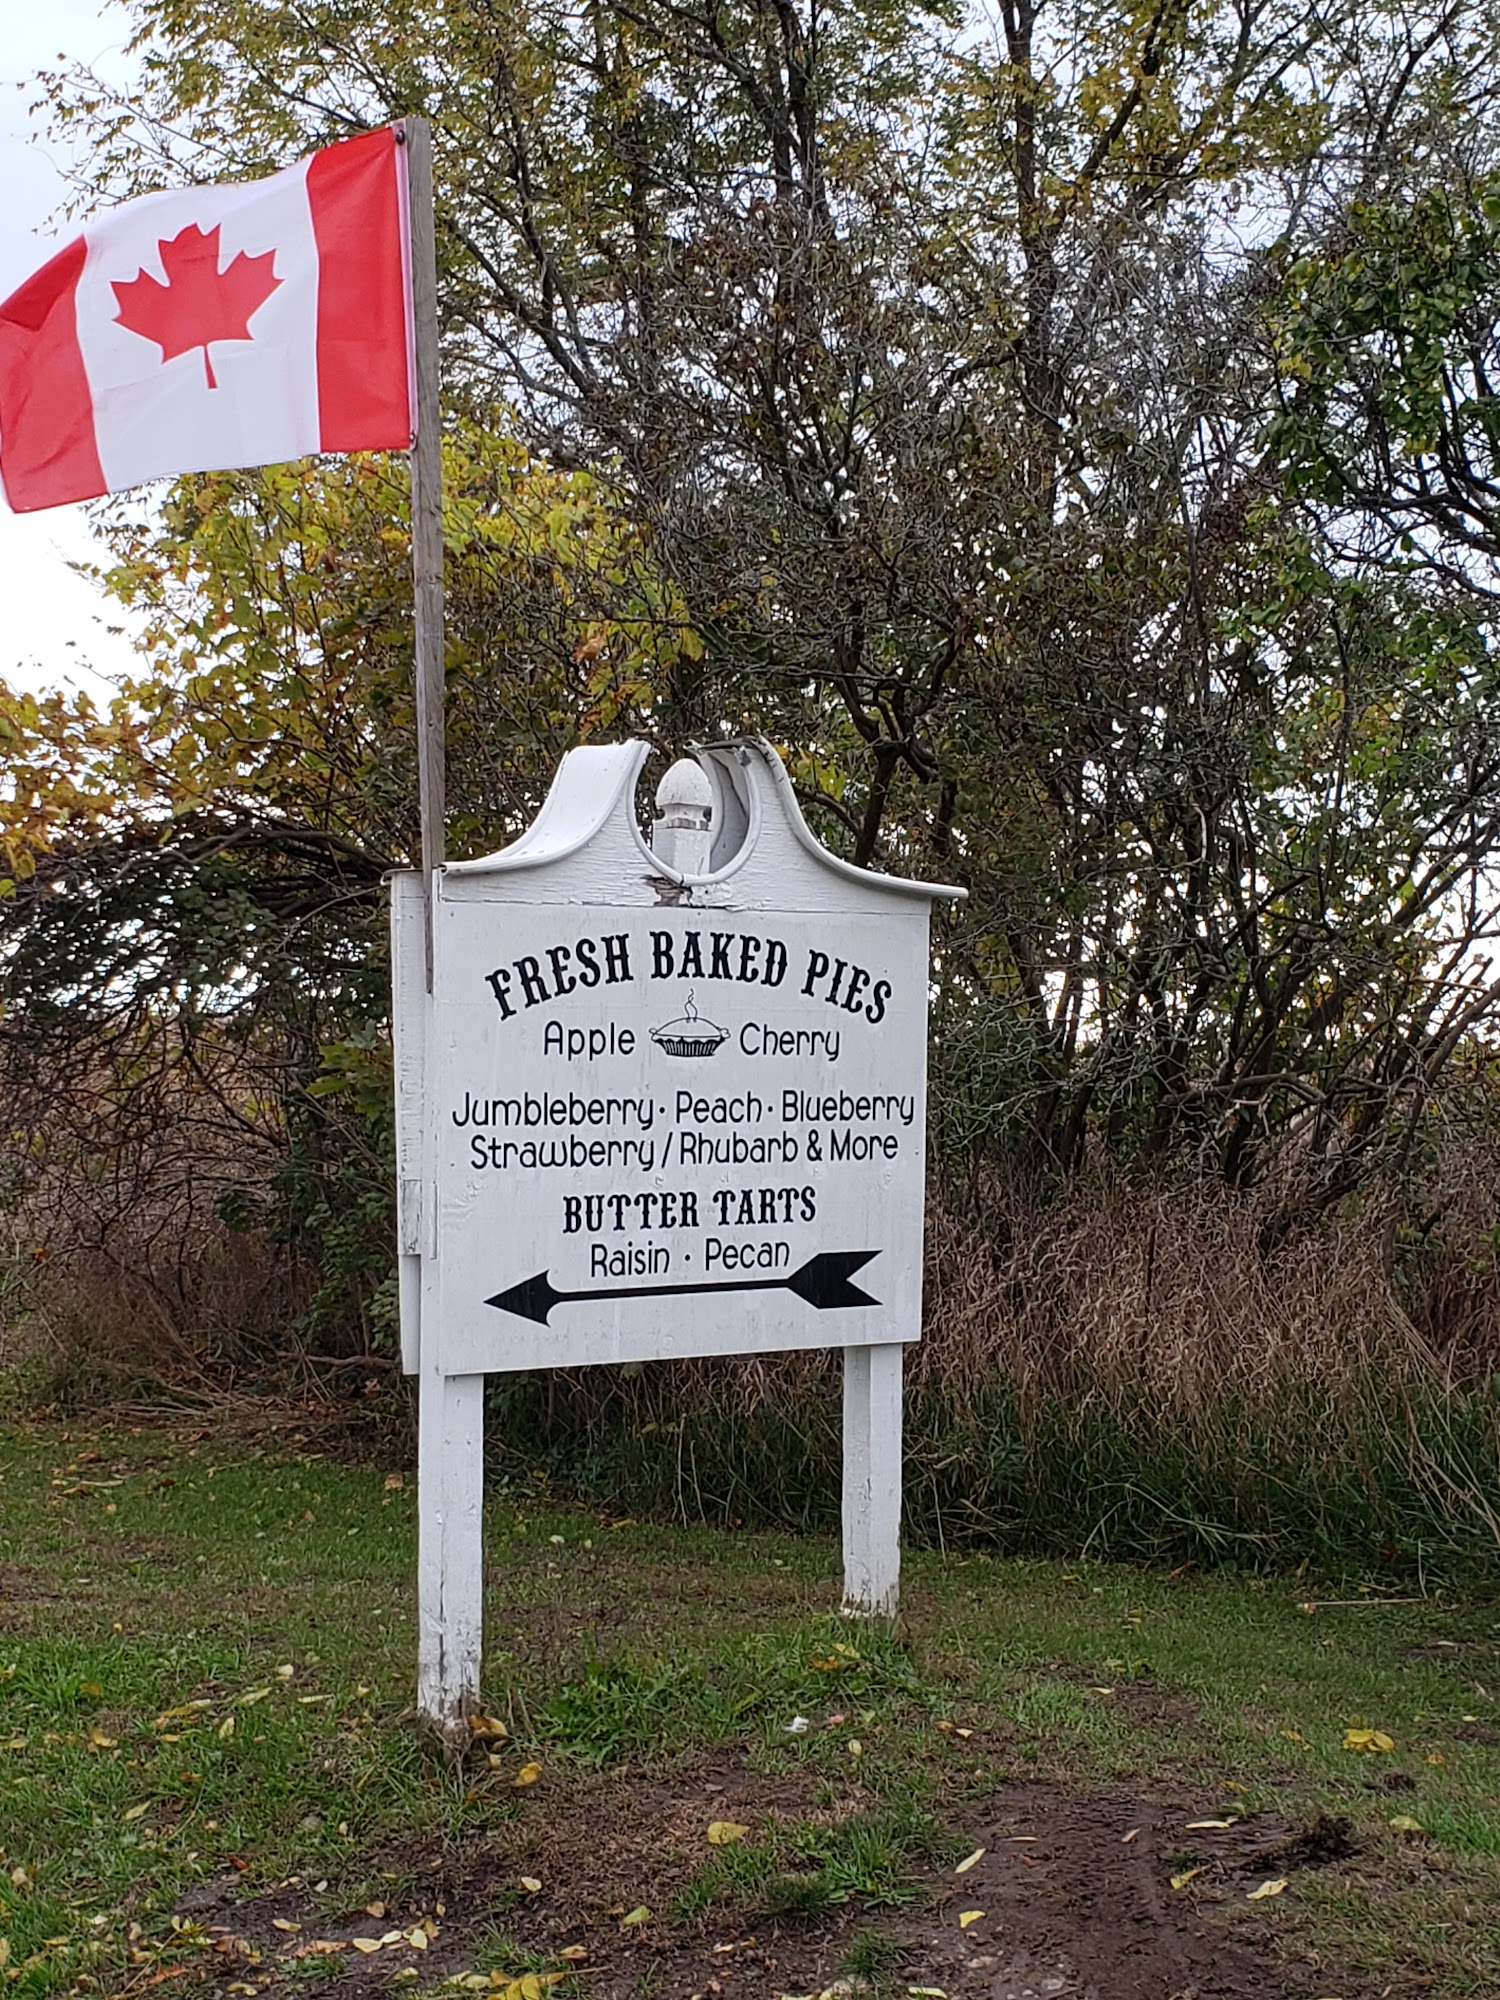 FRESH BAKED PIES
Apple Cherry
Jumbleberry · Peach · Blueberry
Strawberry / Rhubarb & More
BUTTER TARTS
Raisin · Pecan